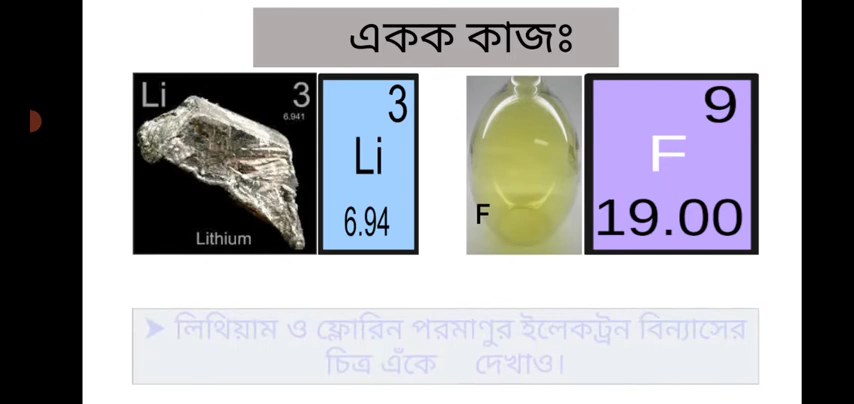 একক কাজঃ
Li 3
6.941
Lithium
3
Li
6.94
F
9
F
19.00
➤ লিথিয়াম ও ফ্লোরিন পরমাণুর ইলেকট্রন বিন্যাসের
চিত্র এঁকে দেখাও।